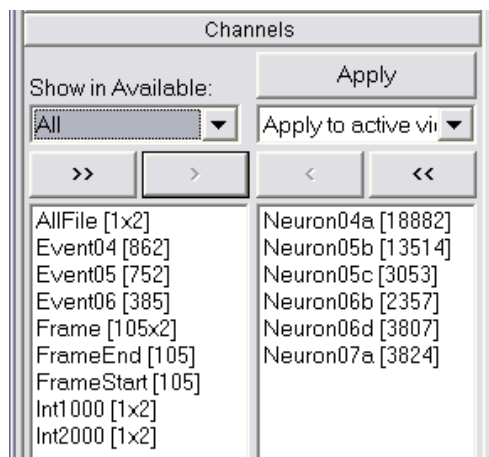 Channels
Show in Available:
Apply
All
Apply to active vi
>>
>
<
<<
AllFile [1x2]
Event04 [862]
Event05 [752]
Event06 [385]
Frame [105x2]
FrameEnd [105]
FrameStart [105]
Int1000 [1x2]
Int2000 [1x2]
Neuron04a [18882]
Neuron05b [13514]
Neuron05c [3053]
Neuron06b [2357]
Neuron06d [3807]
Neuron07a [3824]